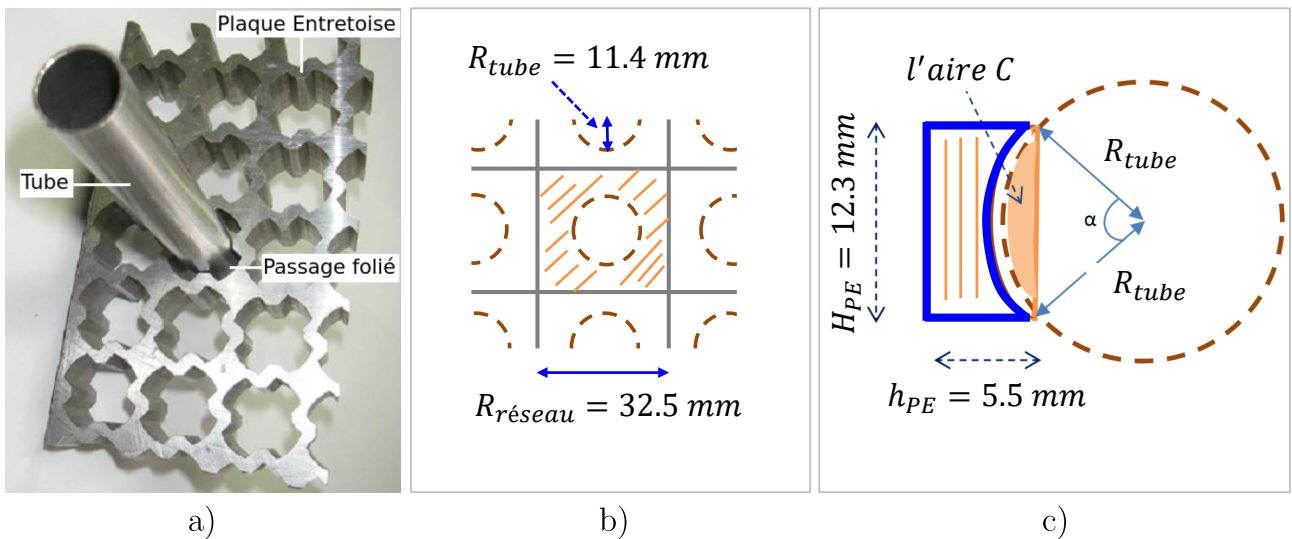 Plaque Entretoise
Tube
Passage folié
a)
R_tube = 11.4 mm
R_réseau = 32.5 mm
b)
l'aire C
H_PE = 12.3 mm
R_tube
α
R_tube
h_PE = 5.5 mm
c)